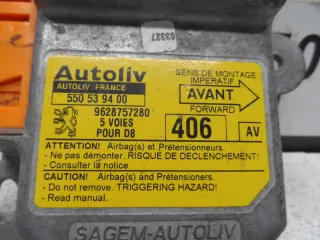 63327
Autoliv
AUTOLIV FRANCE
550 53 94 00
SENS DE MONTAGE
IMPERATIF
AVANT
FORWARD
9628757280
5 VOIES
POUR D8
406
AV
ATTENTION! Airbag(s) et Prétensionneurs.
- Ne pas démonter. RISQUE DE DECLENCHEMENT!
- Consulter la notice
CAUTION! Airbag(s) and Pretensioners.
- Do not remove. TRIGGERING HAZARD!
- Read manual.
SAGEM-AUTOLIV